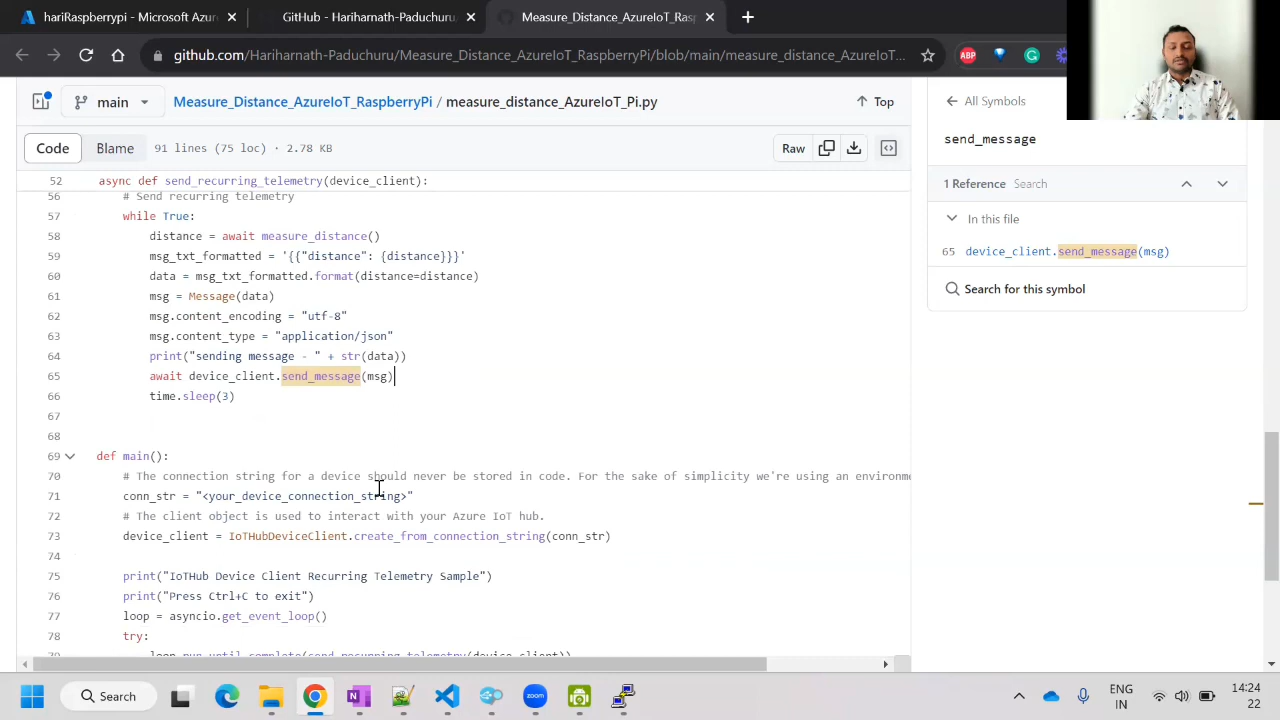 hariRaspberrypi - Microsoft Azur
GitHub - Hariharnath-Paduchuru/
Measure_Distance_AzureIoT_Rasp
github.com/Hariharnath-Paduchuru/Measure_Distance_AzureIoT_RaspberryPi/blob/main/measure_distance_AzureIoT...
ABP
main
Measure_Distance_AzureIoT_RaspberryPi / measure_distance_AzureIoT_Pi.py
Top
Code
Blame
91 lines (75 loc) · 2.78 KB
Raw
52 async def send_recurring_telemetry(device_client):
56 # Send recurring telemetry
57 while True:
58 distance = await measure_distance()
59 msg_txt_formatted = '{{"distance": {distance}}}'
60 data = msg_txt_formatted.format(distance=distance)
61 msg = Message(data)
62 msg.content_encoding = "utf-8"
63 msg.content_type = "application/json"
64 print("sending message - " + str(data))
65 await device_client.send_message(msg)
66 time.sleep(3)
67
68
69 def main():
70 # The connection string for a device should never be stored in code. For the sake of simplicity we're using an environme
71 conn_str = "<your_device_connection_string>"
72 # The client object is used to interact with your Azure IoT hub.
73 device_client = IoTHubDeviceClient.create_from_connection_string(conn_str)
74
75 print("IoTHub Device Client Recurring Telemetry Sample")
76 print("Press Ctrl+C to exit")
77 loop = asyncio.get_event_loop()
78 try:
79 loop.run_until_complete(send_recurring_telemetry(device_client))
All Symbols
send_message
1 Reference Search
In this file
65 device_client.send_message(msg)
Search for this symbol
Search
ENG
IN
14:24
22